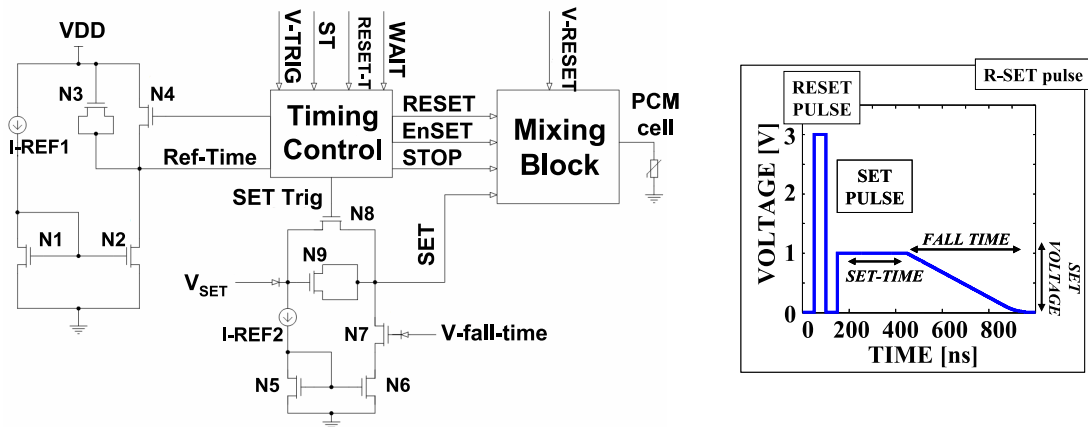 VDD
V-TRIG
ST
RESET-T
WAIT
V-RESET
N3
N4
I-REF1
Ref-Time
Timing
Control
RESET
EnSET
STOP
Mixing
Block
PCM
cell
SET Trig
N8
SET
N1
N2
N9
VSET
I-REF2
N7
V-fall-time
N5
N6
R-SET pulse
RESET
PULSE
SET
PULSE
FALL TIME
SET-TIME
SET
VOLTAGE
VOLTAGE [V]
3
2
1
0
0 200 400 600 800
TIME [ns]